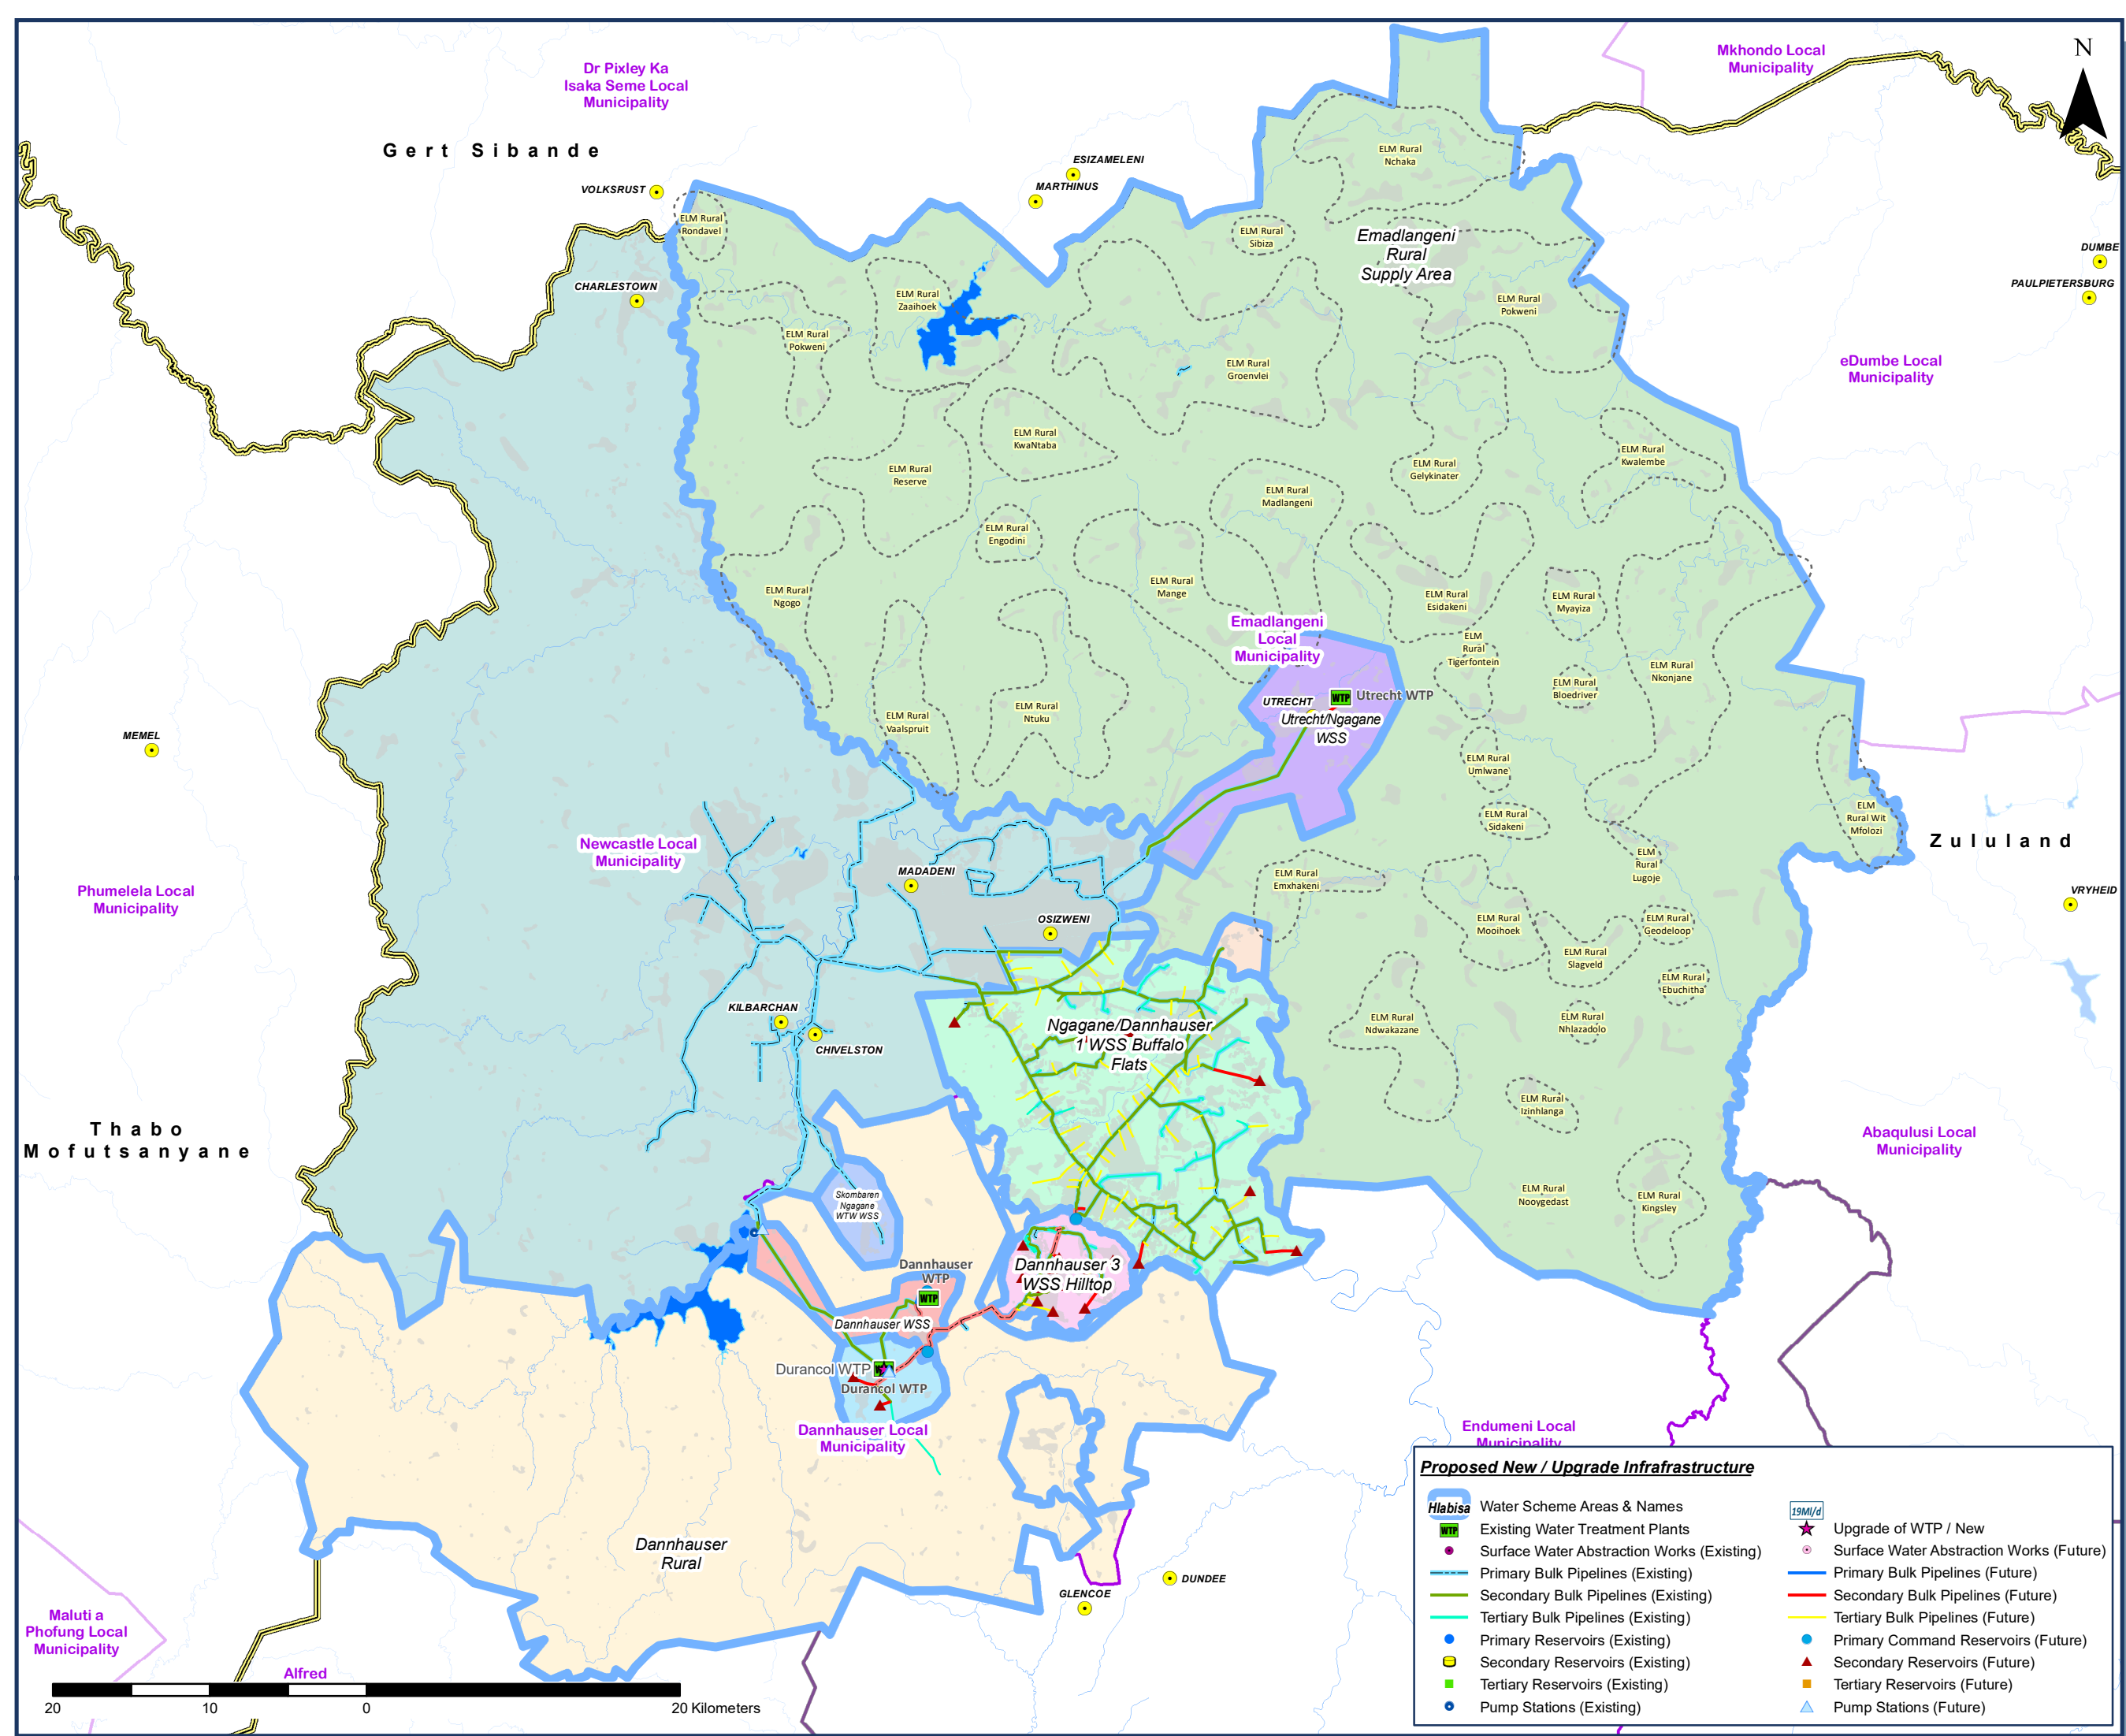 Dr Pixley Ka
Isaka Seme Local
Municipality
Mkhondo Local
Municipality
N
Gert Sibande
VOLKSRUST
ESIZAMELENI
MARTHINUS
ELM Rural
Nchaka
ELM Rural
Rondavel
ELM Rural
Sibiza
Emadlangeni
Rural
Supply Area
DUMBE
PAULPIETERSBURG
CHARLESTOWN
ELM Rural
Zaaihoek
ELM Rural
Pokweni
ELM Rural
Pokweni
ELM Rural
Groenvlei
eDumbe Local
Municipality
ELM Rural
KwaNtaba
ELM Rural
Reserve
ELM Rural
Gelykinater
ELM Rural
Kwalembe
ELM Rural
Madlangeni
ELM Rural
Engodini
ELM Rural
Ngogo
ELM Rural
Mange
ELM Rural
Esidakeni
ELM Rural
Myayiza
Emadlangeni
Local
Municipality
ELM
Rural
Tigerfontein
ELM Rural
Bloedriver
ELM Rural
Nkonjane
UTRECHT
WTP
Utrecht WTP
Utrecht/Ngagane
WSS
ELM Rural
Vaalspruit
ELM Rural
Ntuku
MEMEL
ELM Rural
Umlwane
ELM Rural
Sidakeni
ELM
Rural Wit
Mfolozi
Zululand
Newcastle Local
Municipality
MADADENI
ELM Rural
Emxhakeni
ELM
Rural
Lugoje
Phumelela Local
Municipality
VRYHEID
OSIZWENI
ELM Rural
Mooihoek
ELM Rural
Geodeloop
ELM Rural
Slagveld
ELM Rural
Ebuchitha
KILBARCHAN
CHIVELSTON
Ngagane/Dannhauser
1 WSS Buffalo
Flats
ELM Rural
Ndwakazane
ELM Rural
Nhlazadolo
ELM Rural
Izinhlanga
Thabo
Mofutsanyane
Abaqulusi Local
Municipality
Skombaren
Ngagane
WTW WSS
ELM Rural
Nooygedast
ELM Rural
Kingsley
Dannhauser
WTP
WTP
Dannhauser 3
WSS Hilltop
Dannhauser WSS
Durancol WTP
Durancol WTP
Dannhauser Local
Municipality
Endumeni Local
Municipality
Dannhauser
Rural
DUNDEE
GLENCOE
Maluti a
Phofung Local
Municipality
Alfred
20 10 0 20 Kilometers
Proposed New / Upgrade Infrafrastructure
Hlabisa Water Scheme Areas & Names
WTP Existing Water Treatment Plants
Surface Water Abstraction Works (Existing)
Primary Bulk Pipelines (Existing)
Secondary Bulk Pipelines (Existing)
Tertiary Bulk Pipelines (Existing)
Primary Reservoirs (Existing)
Secondary Reservoirs (Existing)
Tertiary Reservoirs (Existing)
Pump Stations (Existing)
19Ml/d
Upgrade of WTP / New
Surface Water Abstraction Works (Future)
Primary Bulk Pipelines (Future)
Secondary Bulk Pipelines (Future)
Tertiary Bulk Pipelines (Future)
Primary Command Reservoirs (Future)
Secondary Reservoirs (Future)
Tertiary Reservoirs (Future)
Pump Stations (Future)